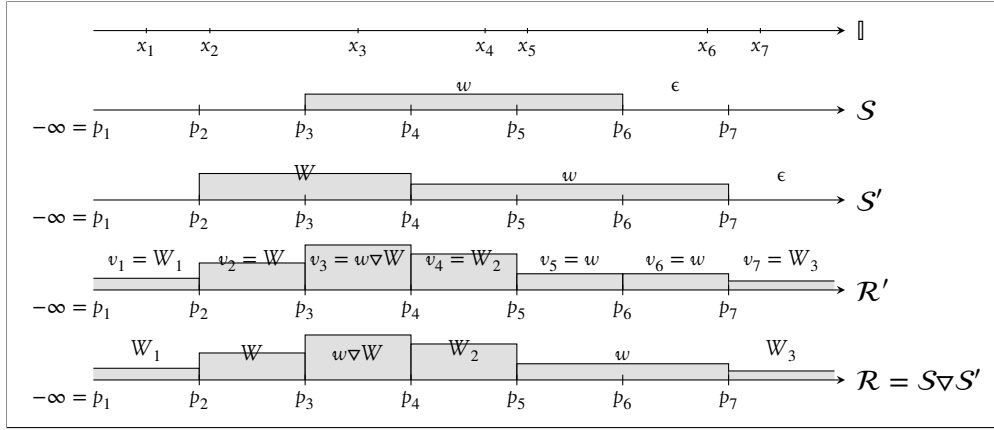 x₁ x₂ x₃ x₄ x₅ x₆ x₇ 𝕀
w ϵ
−∞ = p₁ p₂ p₃ p₄ p₅ p₆ p₇ 𝒮
W w ϵ
−∞ = p₁ p₂ p₃ p₄ p₅ p₆ p₇ 𝒮′
v₁ = W₁ v₂ = W v₃ = w▽W v₄ = W₂ v₅ = w v₆ = w v₇ = W₃
−∞ = p₁ p₂ p₃ p₄ p₅ p₆ p₇ ℛ′
W₁ W w▽W W₂ w W₃
−∞ = p₁ p₂ p₃ p₄ p₅ p₆ p₇ ℛ = 𝒮▽𝒮′